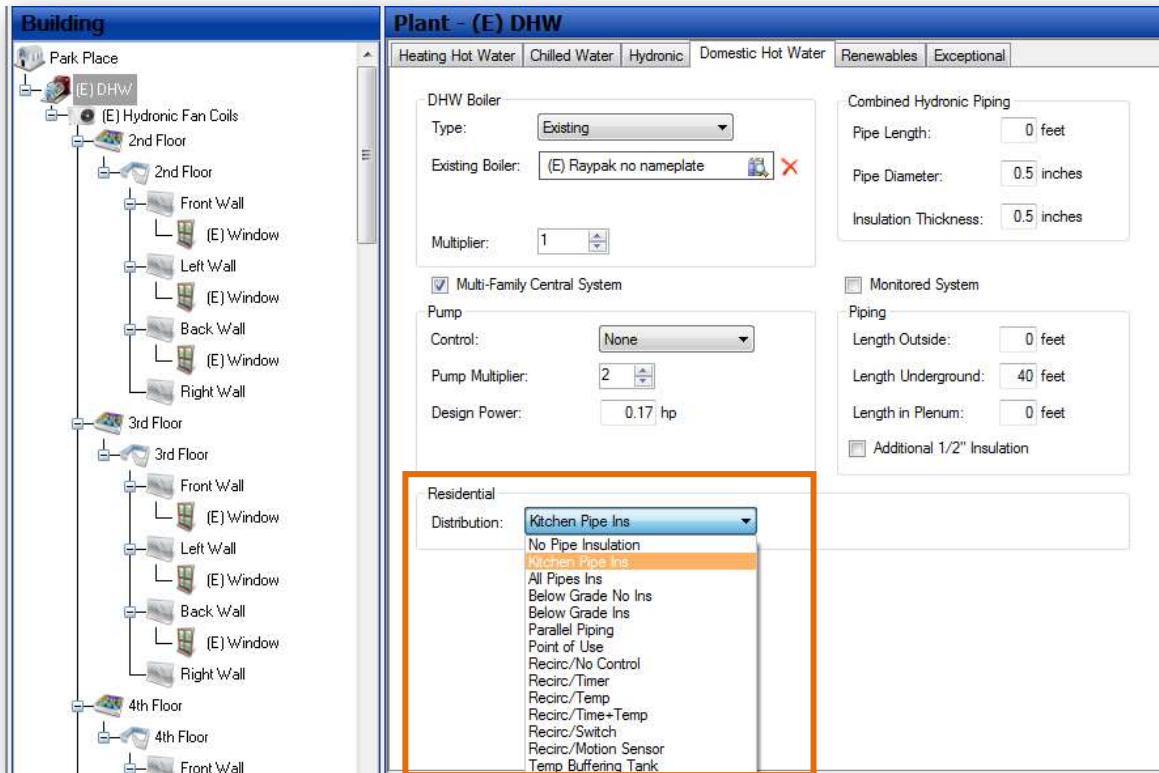 Building
Park Place
(E) DHW
(E) Hydronic Fan Coils
2nd Floor
2nd Floor
Front Wall
(E) Window
Left Wall
(E) Window
Back Wall
(E) Window
Right Wall
3rd Floor
3rd Floor
Front Wall
(E) Window
Left Wall
(E) Window
Back Wall
(E) Window
Right Wall
4th Floor
4th Floor
Front Wall
Plant - (E) DHW
Heating Hot Water Chilled Water Hydronic Domestic Hot Water Renewables Exceptional
DHW Boiler
Type: Existing
Existing Boiler: (E) Raypak no nameplate
Multiplier: 1
Combined Hydronic Piping
Pipe Length: 0 feet
Pipe Diameter: 0.5 inches
Insulation Thickness: 0.5 inches
Multi-Family Central System
Monitored System
Pump
Control: None
Pump Multiplier: 2
Design Power: 0.17 hp
Piping
Length Outside: 0 feet
Length Underground: 40 feet
Length in Plenum: 0 feet
Additional 1/2" Insulation
Residential
Distribution: Kitchen Pipe Ins
No Pipe Insulation
Kitchen Pipe Ins
All Pipes Ins
Below Grade No Ins
Below Grade Ins
Parallel Piping
Point of Use
Recirc/No Control
Recirc/Timer
Recirc/Temp
Recirc/Time+Temp
Recirc/Switch
Recirc/Motion Sensor
Temp Buffering Tank